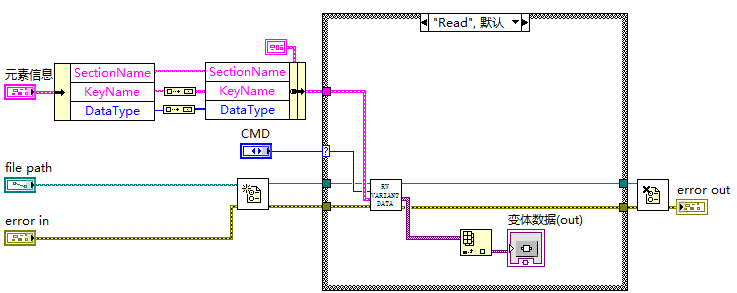 "Read", 默认
元素信息
SectionName
KeyName
DataType
SectionName
KeyName
DataType
CMD
?
file path
RW
VARIANT
DATA
error in
变体数据(out)
error out